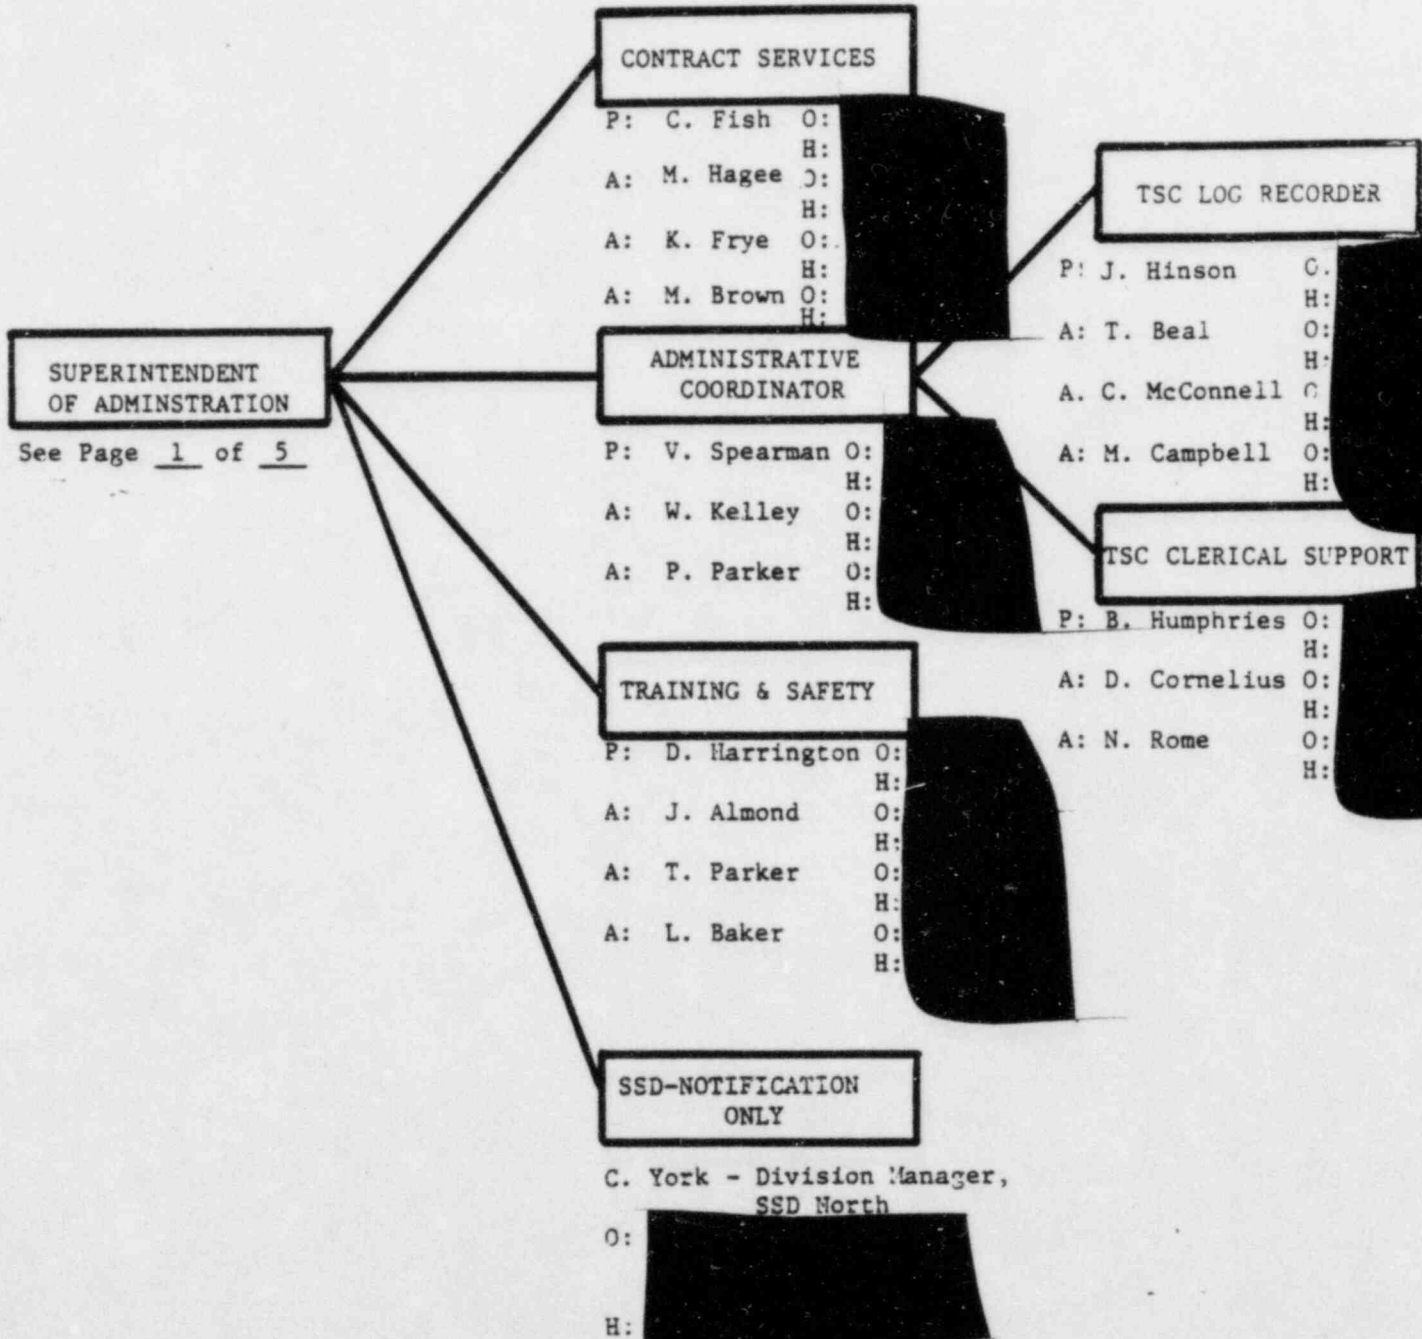 CONTRACT SERVICES
P: C. Fish O:
H:
A: M. Hagee O:
H:
A: K. Frye O:
H:
A: M. Brown O:
H:
SUPERINTENDENT
OF ADMINSTRATION
See Page 1 of 5
ADMINISTRATIVE
COORDINATOR
P: V. Spearman O:
H:
A: W. Kelley O:
H:
A: P. Parker O:
H:
TSC LOG RECORDER
P: J. Hinson O:
H:
A: T. Beal O:
H:
A. C. McConnell O
H:
A: M. Campbell O:
H:
TSC CLERICAL SUPPORT
P: B. Humphries O:
H:
A: D. Cornelius O:
H:
A: N. Rome O:
H:
TRAINING & SAFETY
P: D. Harrington O:
H:
A: J. Almond O:
H:
A: T. Parker O:
H:
A: L. Baker O:
H:
SSD-NOTIFICATION
ONLY
C. York - Division Manager,
SSD North
O:
H: